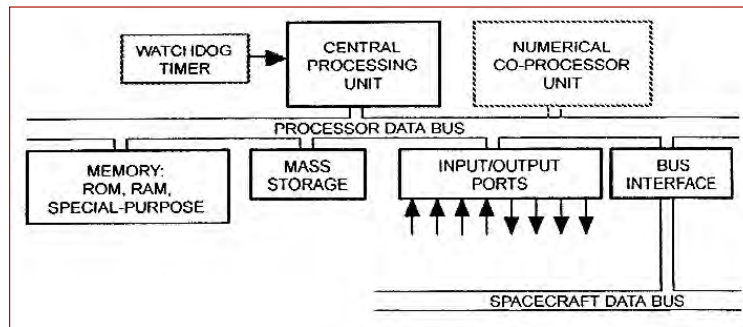 WATCHDOG
TIMER
CENTRAL
PROCESSING
UNIT
NUMERICAL
CO-PROCESSOR
UNIT
PROCESSOR DATA BUS
MEMORY:
ROM, RAM,
SPECIAL-PURPOSE
MASS
STORAGE
INPUT/OUTPUT
PORTS
BUS
INTERFACE
SPACECRAFT DATA BUS